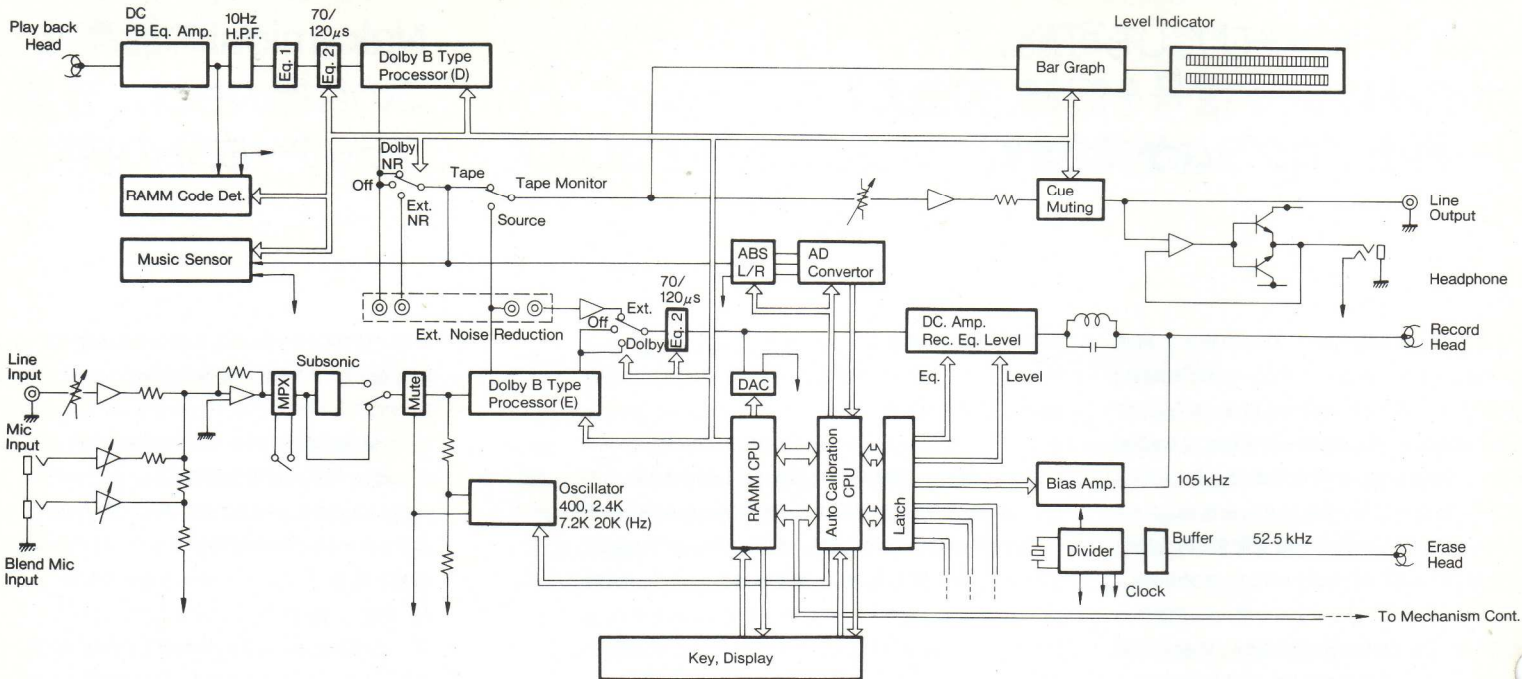 Play back
Head
DC
PB Eq. Amp.
10Hz
H.P.F.
Eq. 1
70/
120μs
Eq. 2
Dolby B Type
Processor (D)
Level Indicator
Bar Graph
RAMM Code Det.
Music Sensor
Dolby
NR
Off
Ext.
NR
Tape
Source
Tape Monitor
Cue
Muting
Line
Output
Headphone
ABS
L/R
AD
Convertor
Ext. Noise Reduction
Ext.
Off
Dolby
70/
120μs
Eq. 2
DC. Amp.
Rec. Eq. Level
Record
Head
Eq.
Level
Line
Input
Mic
Input
Blend Mic
Input
MPX
Subsonic
Mute
Dolby B Type
Processor (E)
DAC
RAMM CPU
Auto Calibration
CPU
Latch
Oscillator
400, 2.4K
7.2K 20K (Hz)
Bias Amp.
105 kHz
Divider
Buffer
52.5 kHz
Erase
Head
Clock
To Mechanism Cont.
Key, Display